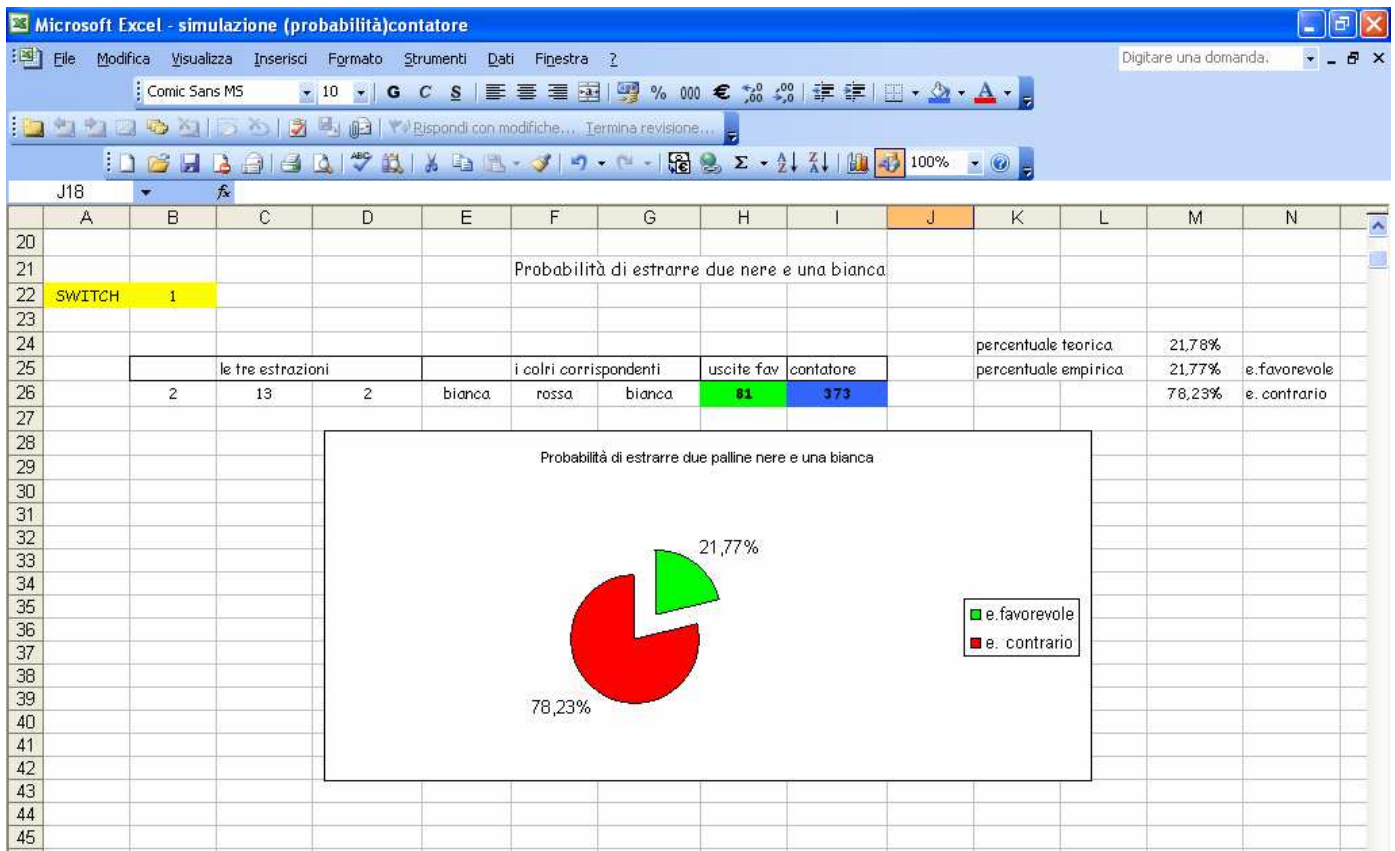 Microsoft Excel - simulazione (probabilità)contatore
File Modifica Visualizza Inserisci Formato Strumenti Dati Finestra ? Digitare una domanda.
Comic Sans MS 10 G C S % 000 €
Rispondi con modifiche... Termina revisione...
100%
J18 fx
A B C D E F G H I J K L M N
20
21 Probabilità di estrarre due nere e una bianca
22 SWITCH 1
23
24 percentuale teorica 21,78%
25 le tre estrazioni i colri corrispondenti uscite fav contatore percentuale empirica 21,77% e.favorevole
26 2 13 2 bianca rossa bianca 81 373 78,23% e. contrario
27
28
29
30
31
32
33
34
35
36
37
38
39
40
41
42
43
44
45
Probabilità di estrarre due palline nere e una bianca
21,77%
e.favorevole
e. contrario
78,23%